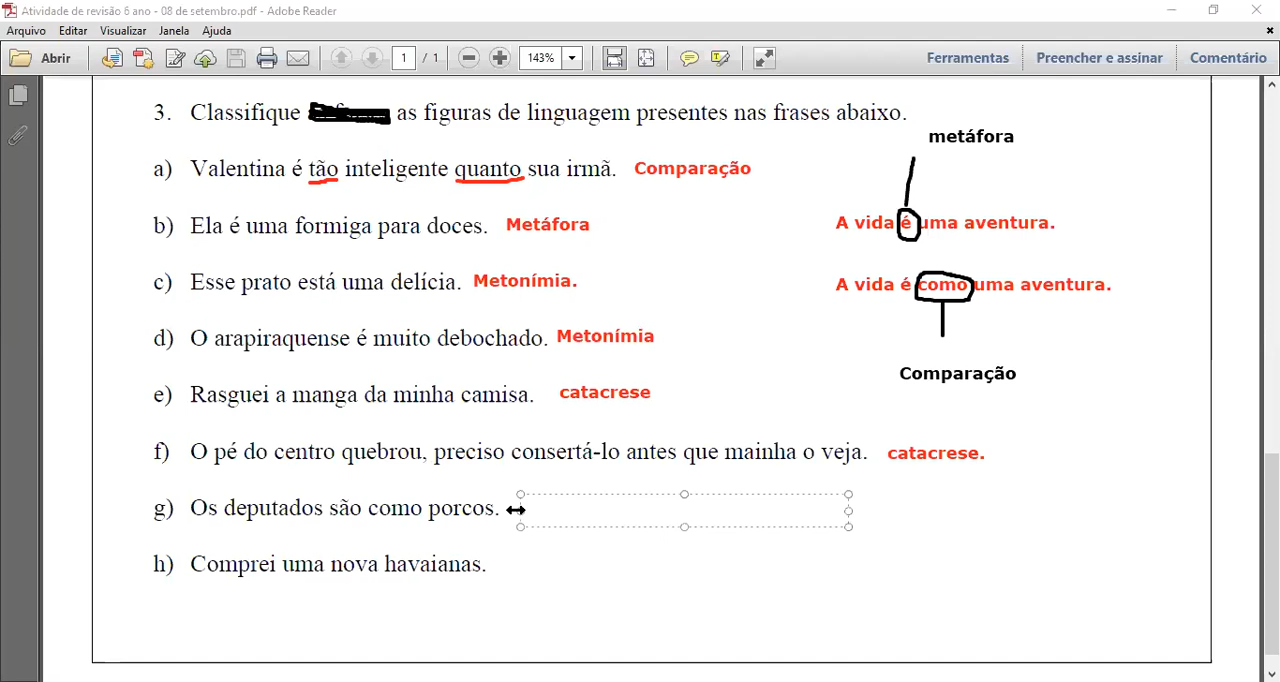 Atividade de revisão 6 ano - 08 de setembro.pdf - Adobe Reader
Arquivo Editar Visualizar Janela Ajuda
Abrir 1 / 1 143% Ferramentas Preencher e assinar Comentário
3. Classifique as figuras de linguagem presentes nas frases abaixo.
metáfora
a) Valentina é tão inteligente quanto sua irmã. Comparação
b) Ela é uma formiga para doces. Metáfora A vida é uma aventura.
c) Esse prato está uma delícia. Metonímia. A vida é como uma aventura.
d) O arapiraquense é muito debochado. Metonímia
Comparação
e) Rasguei a manga da minha camisa. catacrese
f) O pé do centro quebrou, preciso consertá-lo antes que mainha o veja. catacrese.
g) Os deputados são como porcos.
h) Comprei uma nova havaianas.